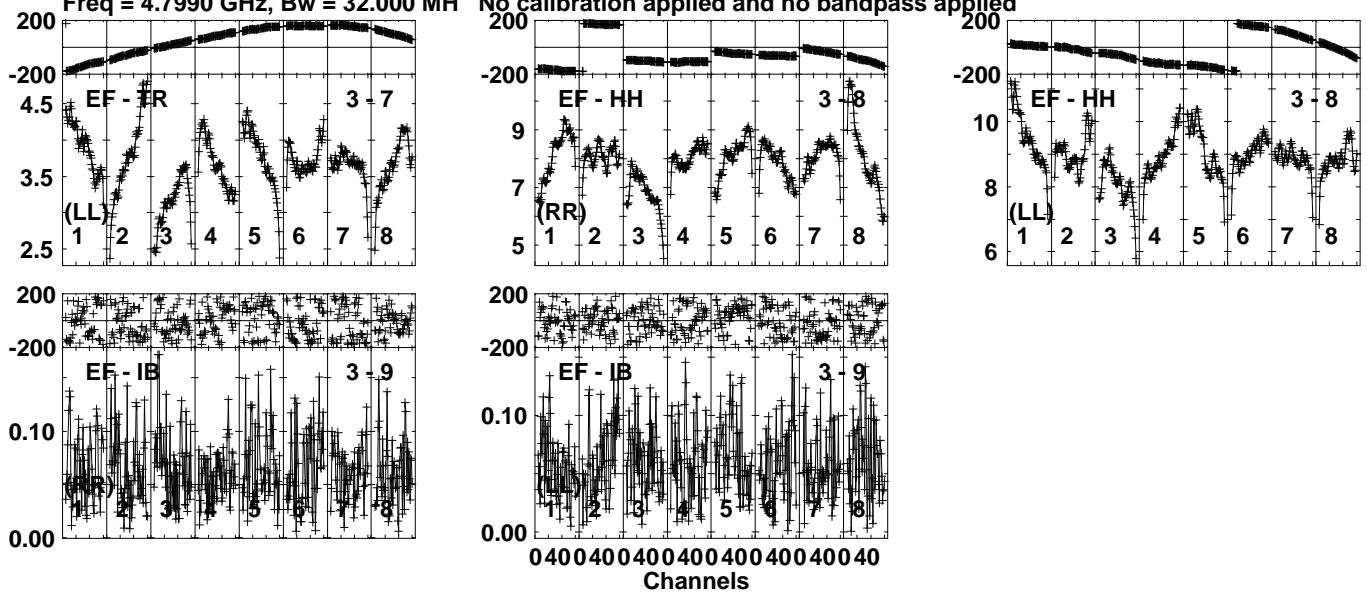 Freq = 4.7990 GHz, Bw = 32.000 MH No calibration applied and no bandpass applied
200
-200
4.5
3.5
2.5
EF - TR 3 - 7
(LL)
1 2 3 4 5 6 7 8
200
-200
9
7
5
EF - HH 3 - 8
(RR)
1 2 3 4 5 6 7 8
200
-200
10
8
6
EF - HH 3 - 8
(LL)
1 2 3 4 5 6 7 8
200
-200
0.10
0.00
EF - IB 3 - 9
(RR)
1 2 3 4 5 6 7 8
200
-200
0.10
0.00
EF - IB 3 - 9
(LL)
1 2 3 4 5 6 7 8
0 40 0 40 0 40 0 40 0 40 0 40 0 40 0 40
Channels